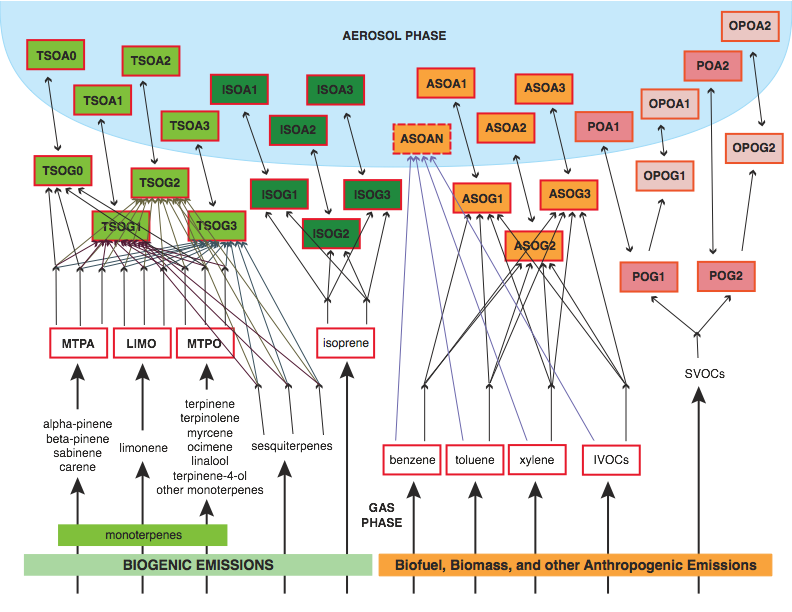 AEROSOL PHASE
OPOA2
TSOA0
TSOA2
POA2
ISOA1
ISOA3
ASOA1
ASOA3
TSOA1
OPOA1
TSOA3
ISOA2
ASOAN
ASOA2
POA1
OPOG2
TSOG0
TSOG2
OPOG1
ISOG1
ISOG3
ASOG1
ASOG3
TSOG1
TSOG3
ISOG2
ASOG2
POG1
POG2
MTPA
LIMO
MTPO
isoprene
SVOCs
alpha-pinene
beta-pinene
sabinene
carene
limonene
terpinene
terpinolene
myrcene
ocimene
linalool
terpinene-4-ol
other monoterpenes
sesquiterpenes
benzene
toluene
xylene
IVOCs
GAS
PHASE
monoterpenes
BIOGENIC EMISSIONS
Biofuel, Biomass, and other Anthropogenic Emissions